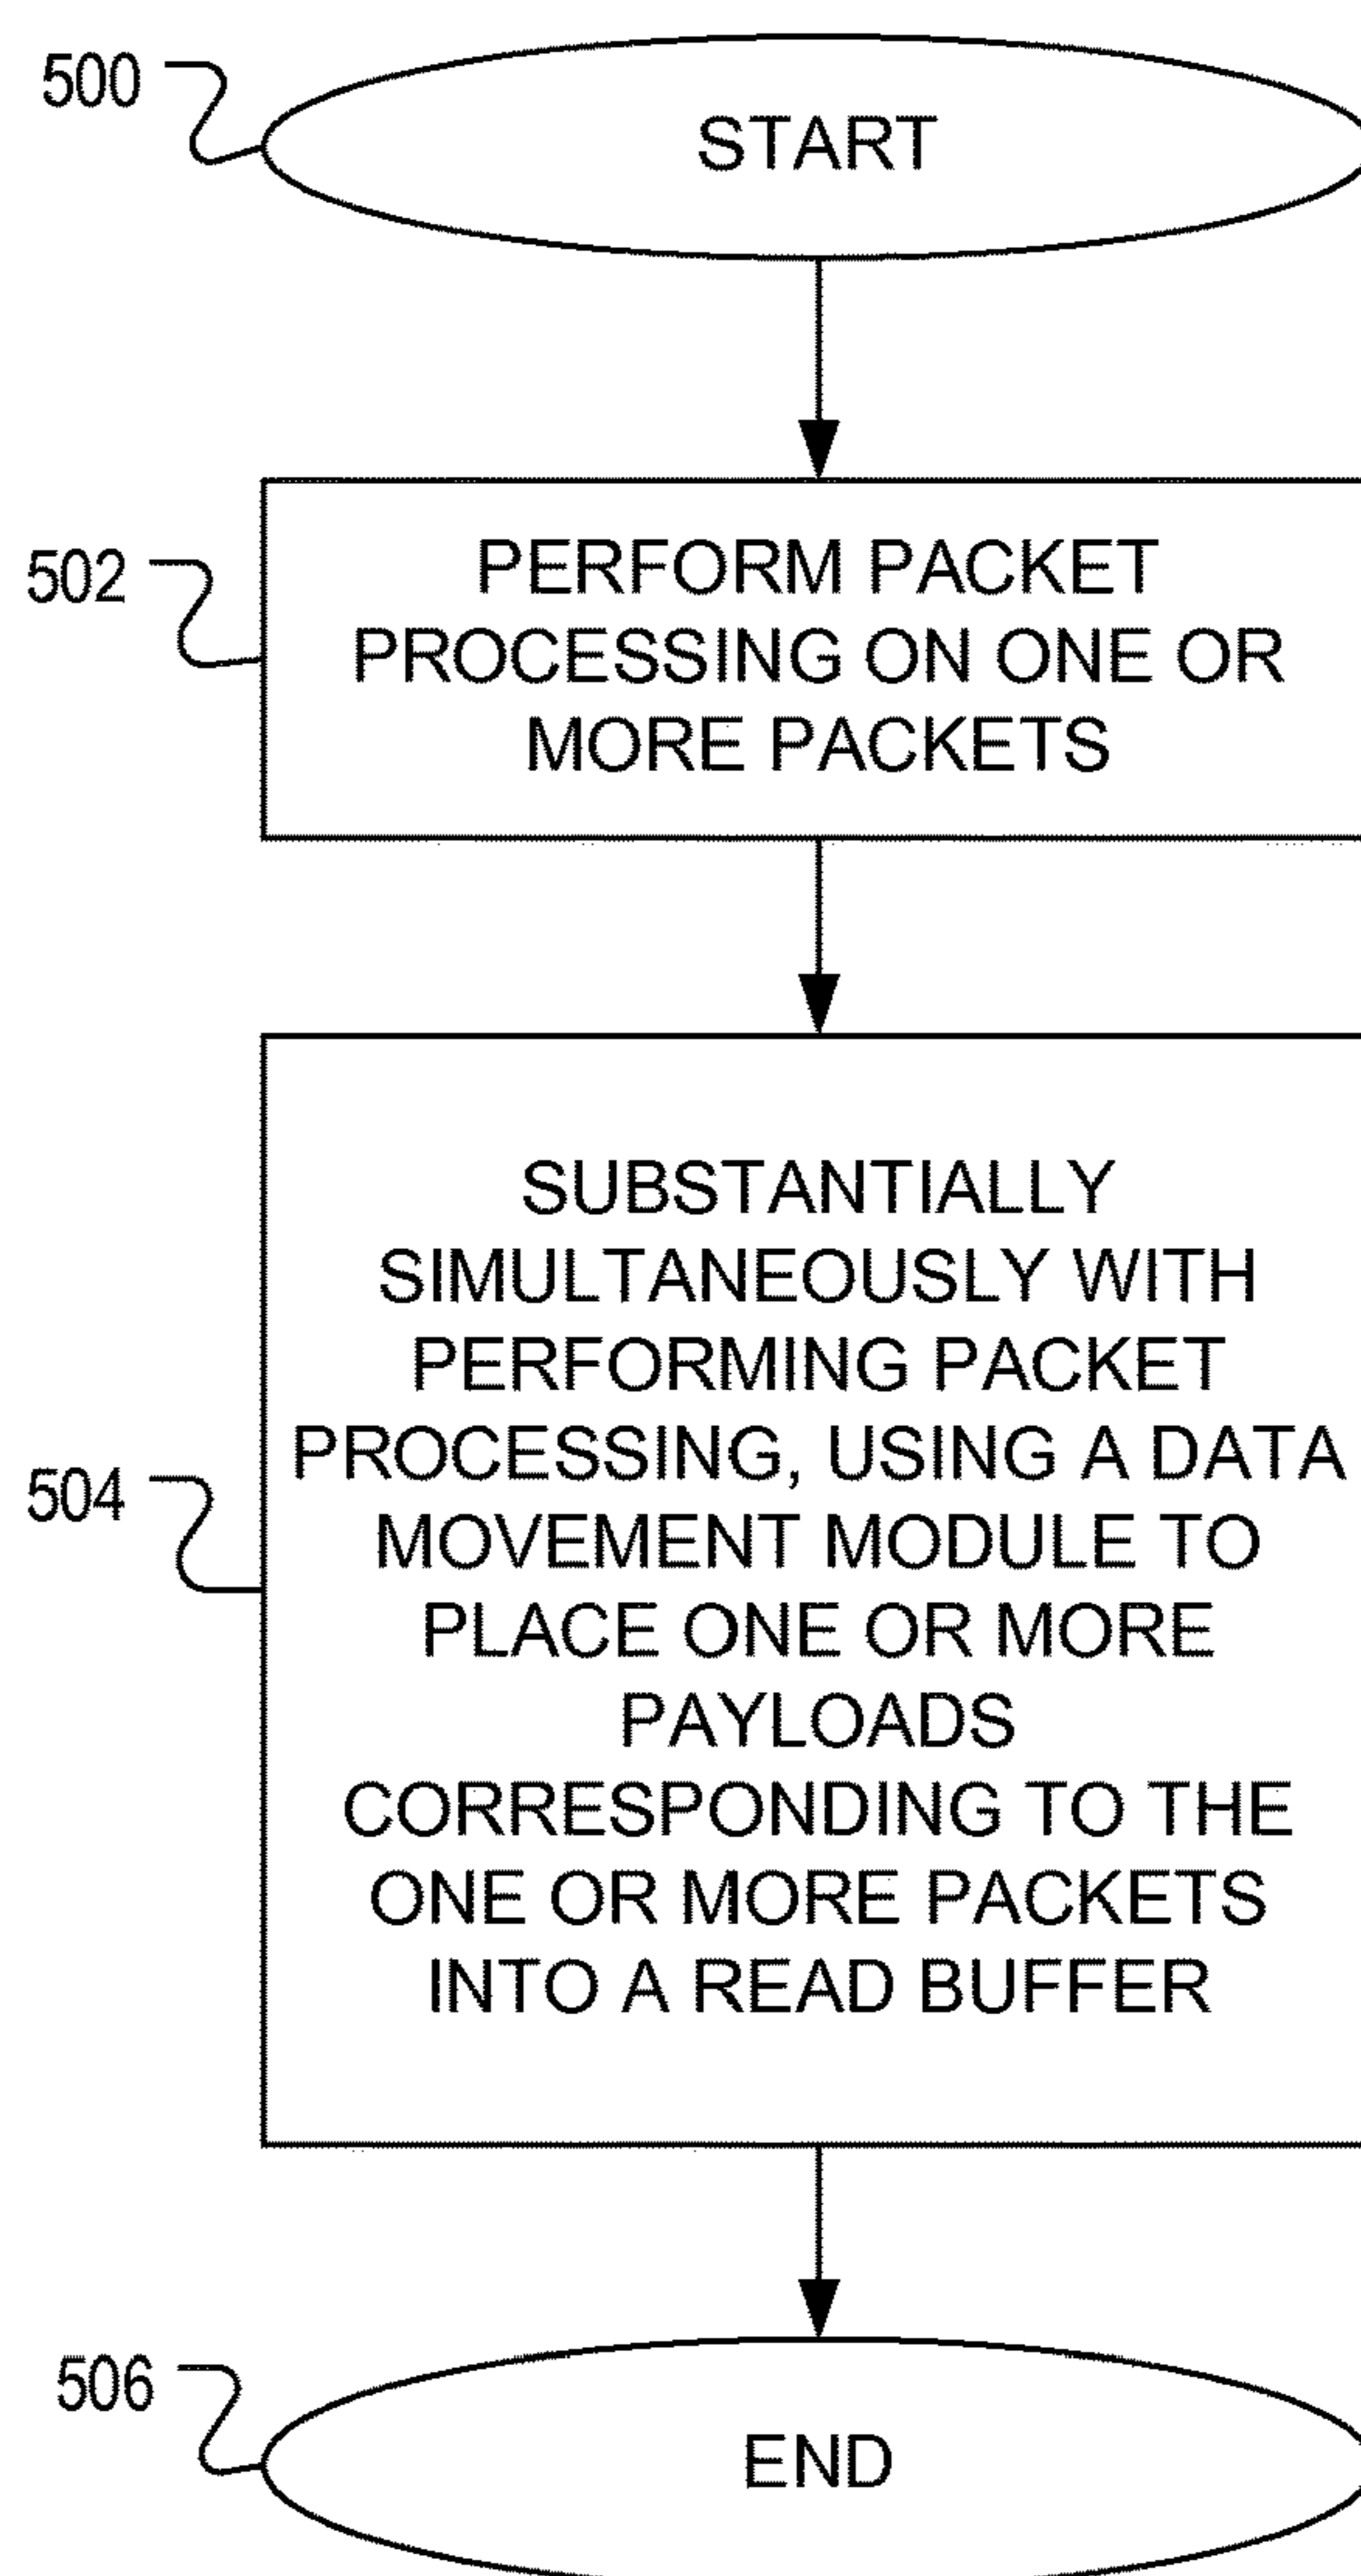 500
START
502
PERFORM PACKET
PROCESSING ON ONE OR
MORE PACKETS
SUBSTANTIALLY
SIMULTANEOUSLY WITH
PERFORMING PACKET
PROCESSING, USING A DATA
504
MOVEMENT MODULE TO
PLACE ONE OR MORE
PAYLOADS
CORRESPONDING TO THE
ONE OR MORE PACKETS
INTO A READ BUFFER
506
END